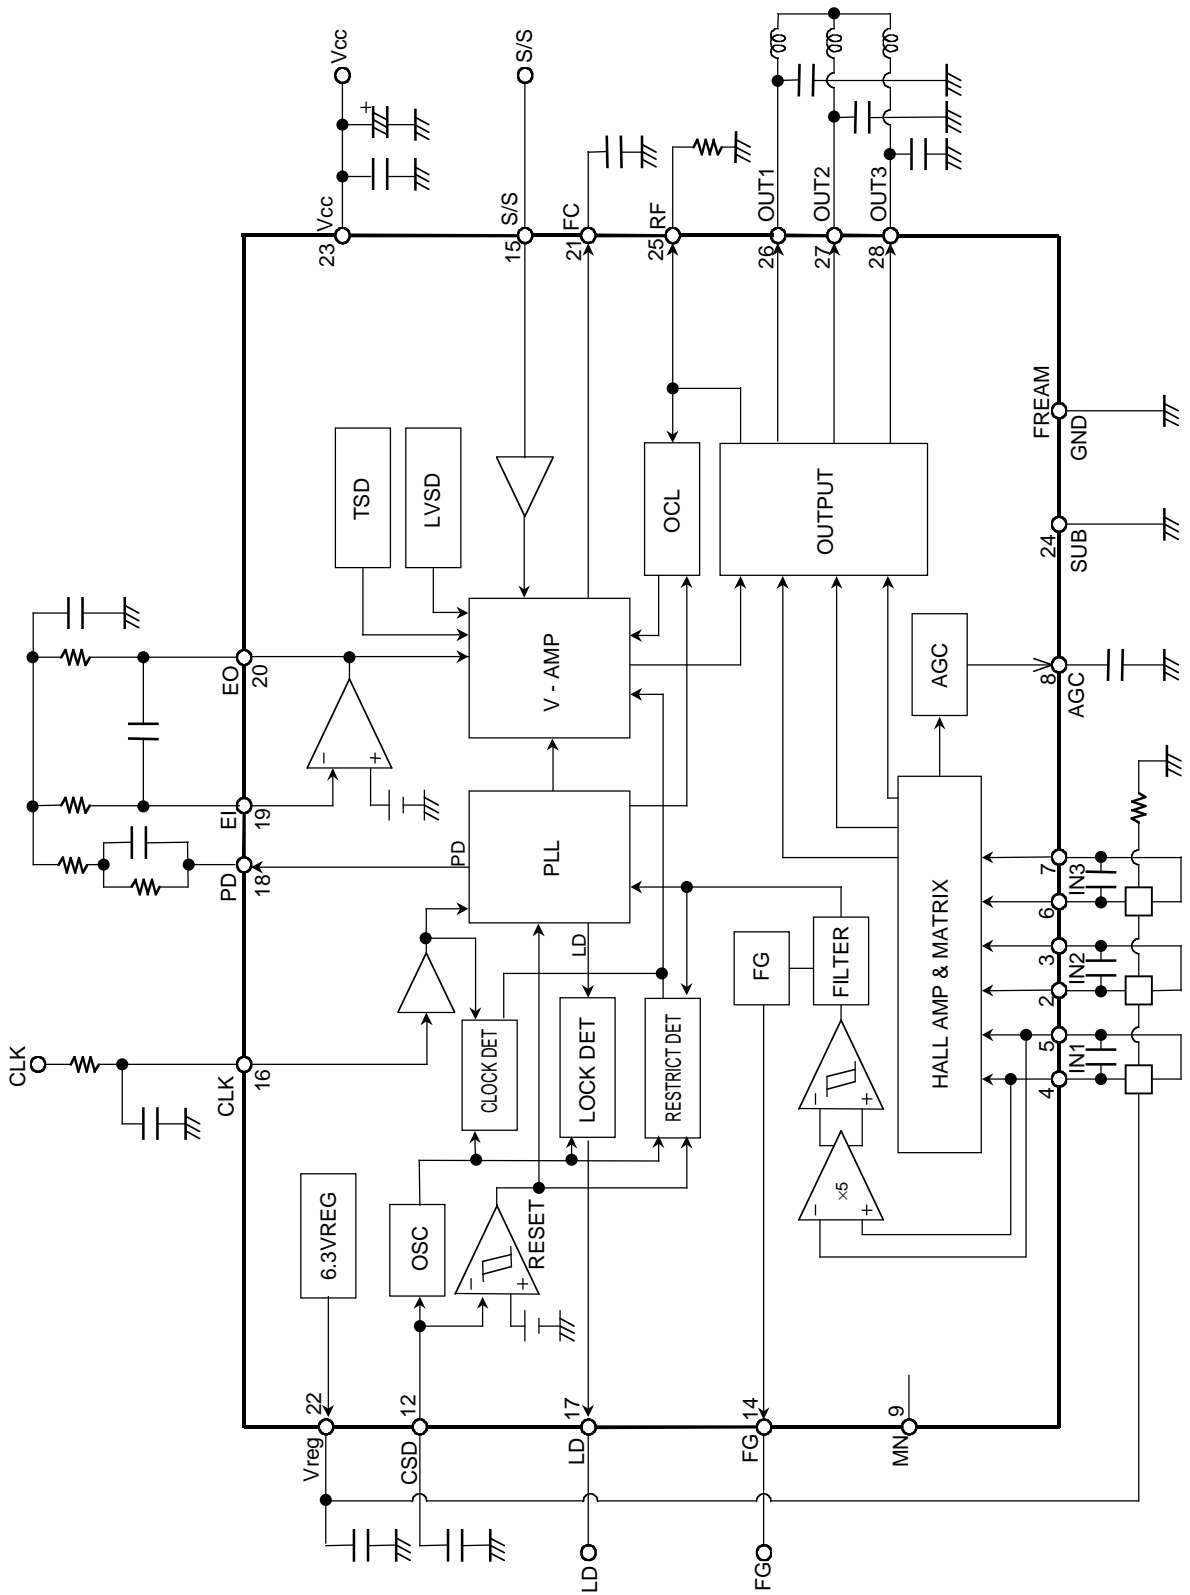 Vcc
+
23
Vcc
S/S
15
S/S
21
FC
25
RF
26
OUT1
27
OUT2
28
OUT3
TSD
LVSD
OCL
OUTPUT
FREAM
GND
24
SUB
AGC
8
AGC
V - AMP
EO
20
−
+
EI
19
PD
18
PD
PLL
LD
CLK
CLK
16
CLOCK DET
LOCK DET
RESTRICT DET
FG
FILTER
HALL AMP & MATRIX
7
IN3
6
3
IN2
2
5
IN1
4
−
+
×5
−
+
6.3VREG
OSC
−
+
RESET
22
Vreg
12
CSD
17
LD
LD
14
FG
FG
9
MN